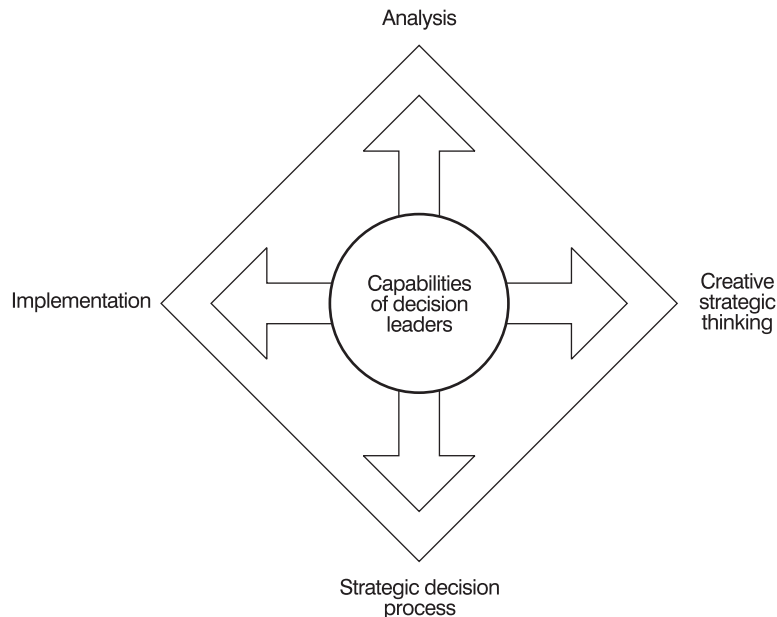 Analysis
Implementation
Capabilities
of decision
leaders
Creative
strategic
thinking
Strategic decision
process